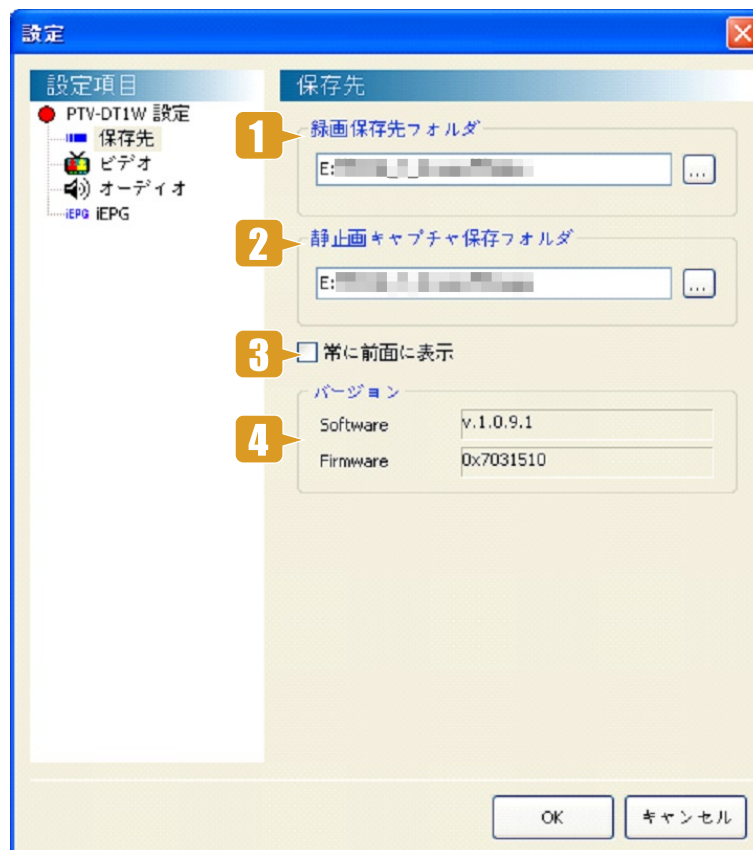 設定
設定項目
PTV-DT1W 設定
保存先
ビデオ
オーディオ
iEPG iEPG
保存先
1 録画保存先フォルダ
E:
...
2 静止画キャプチャ保存フォルダ
E:
...
3 常に前面に表示
バージョン
4
Software v.1.0.9.1
Firmware 0x7031510
OK キャンセル